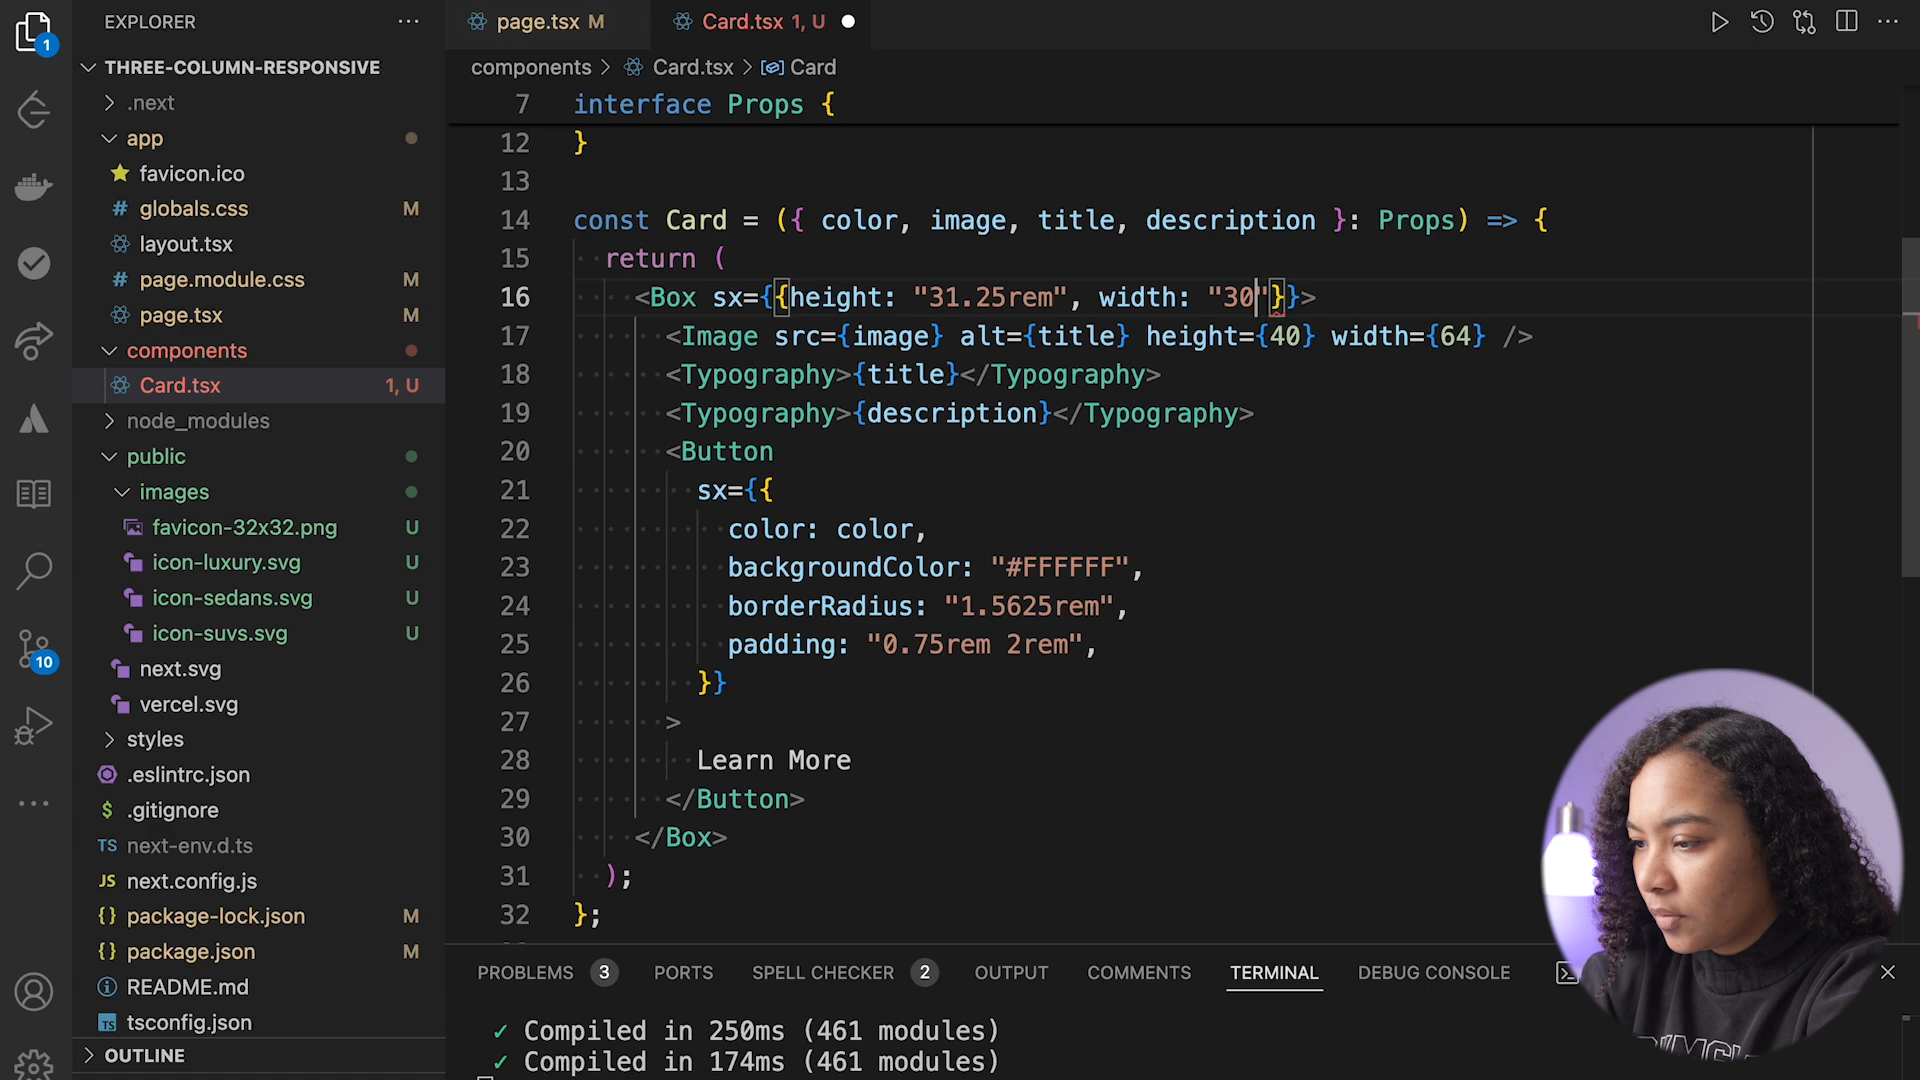 1
EXPLORER
THREE-COLUMN-RESPONSIVE
.next
app
favicon.ico
globals.css M
layout.tsx
page.module.css M
page.tsx M
components
Card.tsx 1, U
node_modules
public
images
favicon-32x32.png U
icon-luxury.svg U
icon-sedans.svg U
icon-suvs.svg U
10
next.svg
vercel.svg
styles
.eslintrc.json
$ .gitignore
TS next-env.d.ts
JS next.config.js
{} package-lock.json M
{} package.json M
README.md
TS tsconfig.json
OUTLINE
page.tsx M
Card.tsx 1, U
components > Card.tsx > Card
7 interface Props {
12 }
13
14 const Card = ({ color, image, title, description }: Props) => {
15 return (
16 <Box sx={{height: "31.25rem", width: "30"}}>
17 <Image src={image} alt={title} height={40} width={64} />
18 <Typography>{title}</Typography>
19 <Typography>{description}</Typography>
20 <Button
21 sx={{
22 color: color,
23 backgroundColor: "#FFFFFF",
24 borderRadius: "1.5625rem",
25 padding: "0.75rem 2rem",
26 }}
27 >
28 Learn More
29 </Button>
30 </Box>
31 );
32 };
PROBLEMS 3 PORTS SPELL CHECKER 2 OUTPUT COMMENTS TERMINAL DEBUG CONSOLE
✓ Compiled in 250ms (461 modules)
✓ Compiled in 174ms (461 modules)